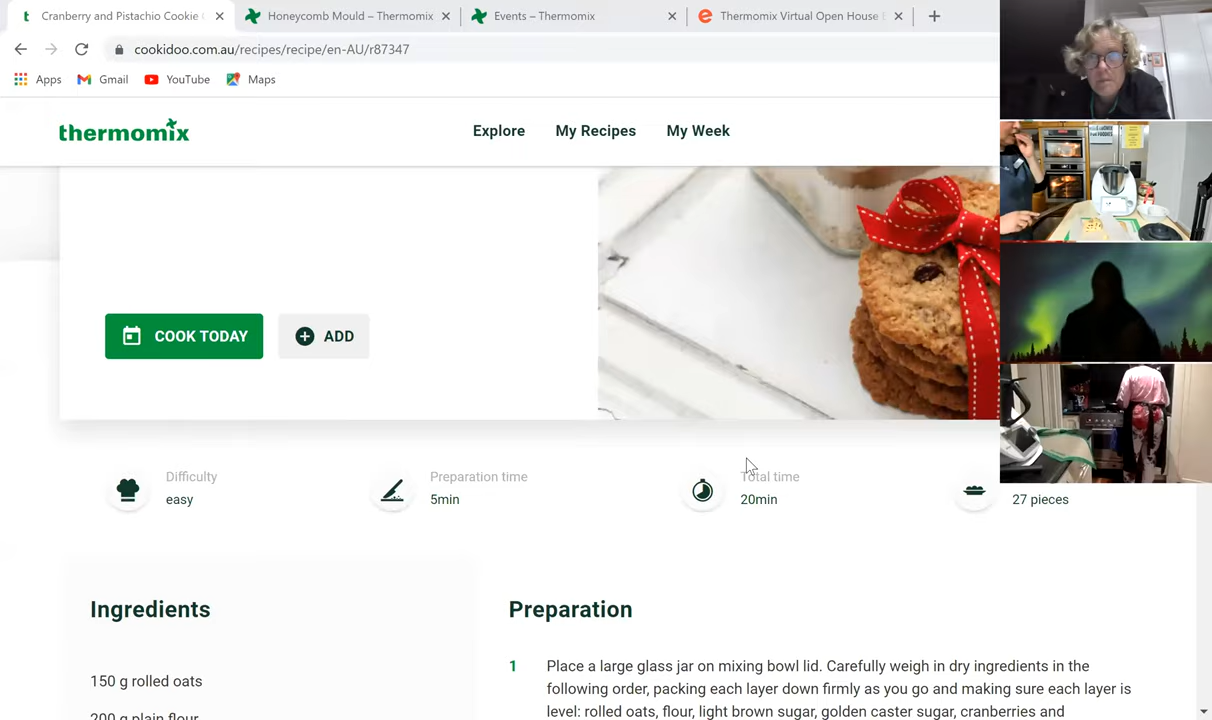 Cranberry and Pistachio Cookie
Honeycomb Mould – Thermomix
Events – Thermomix
Thermomix Virtual Open House
cookidoo.com.au/recipes/recipe/en-AU/r87347
Apps
Gmail
YouTube
Maps
thermomix
Explore
My Recipes
My Week
COOK TODAY
ADD
Difficulty
easy
Preparation time
5min
Total time
20min
27 pieces
Ingredients
Preparation
150 g rolled oats
200 g plain flour
1
Place a large glass jar on mixing bowl lid. Carefully weigh in dry ingredients in the
following order, packing each layer down firmly as you go and making sure each layer is
level: rolled oats, flour, light brown sugar, golden caster sugar, cranberries and